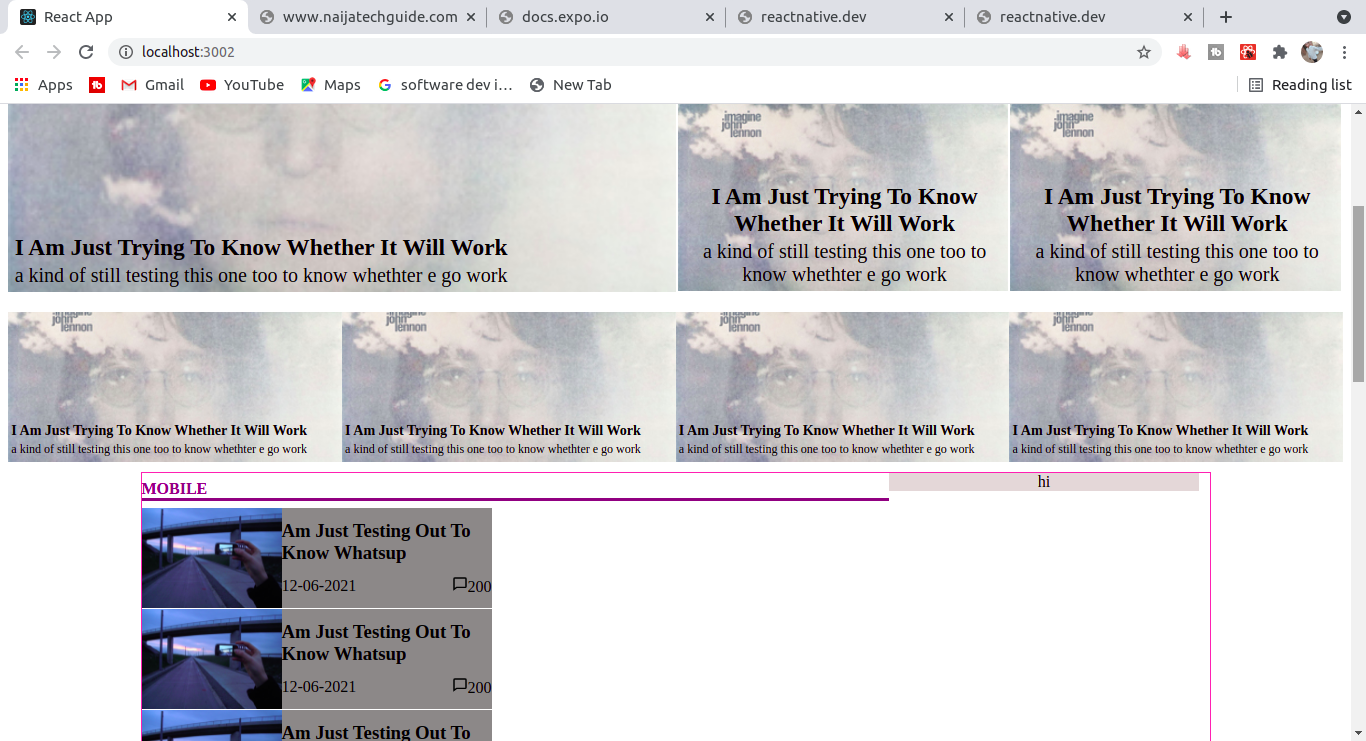 React App
www.naijatechguide.com
docs.expo.io
reactnative.dev
reactnative.dev
localhost:3002
Apps
Gmail
YouTube
Maps
software dev i…
New Tab
Reading list
imagine
john
lennon
imagine
john
lennon
I Am Just Trying To Know Whether It Will Work
a kind of still testing this one too to know whethter e go work
I Am Just Trying To Know
Whether It Will Work
a kind of still testing this one too to
know whethter e go work
I Am Just Trying To Know
Whether It Will Work
a kind of still testing this one too to
know whethter e go work
john
lennon
john
lennon
john
lennon
john
lennon
I Am Just Trying To Know Whether It Will Work
a kind of still testing this one too to know whethter e go work
I Am Just Trying To Know Whether It Will Work
a kind of still testing this one too to know whethter e go work
I Am Just Trying To Know Whether It Will Work
a kind of still testing this one too to know whethter e go work
I Am Just Trying To Know Whether It Will Work
a kind of still testing this one too to know whethter e go work
MOBILE
hi
Am Just Testing Out To
Know Whatsup
12-06-2021
200
Am Just Testing Out To
Know Whatsup
12-06-2021
200
Am Just Testing Out To